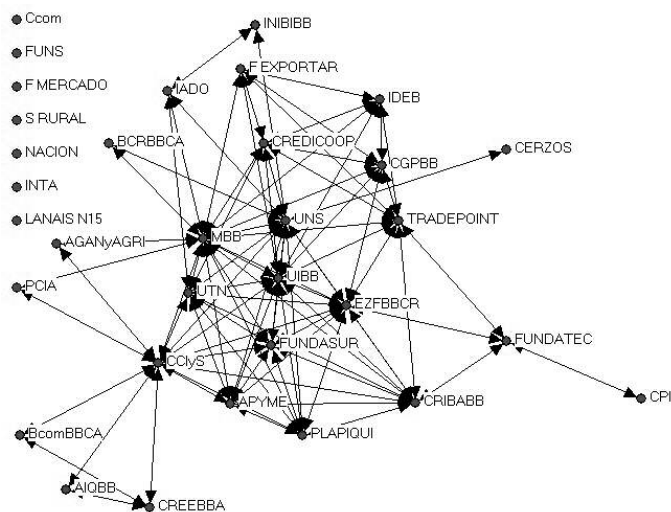 Ccom
INIBIBB
FUNS
F EXPORTAR
F MERCADO
IADO
IDEB
S RURAL
BCRBBCA
CREDICOOP
NACION
CERZOS
CGPBB
INTA
LANAIS N15
UNS
TRADEPOINT
AGANyAGRI
MBB
PCIA
UTN
UIBB
EZFBBCR
CCIyS
FUNDASUR
FUNDATEC
APYME
CRIBABB
CPI
BcomBBCA
PLAPIQUI
AIQBB
CREEBBA